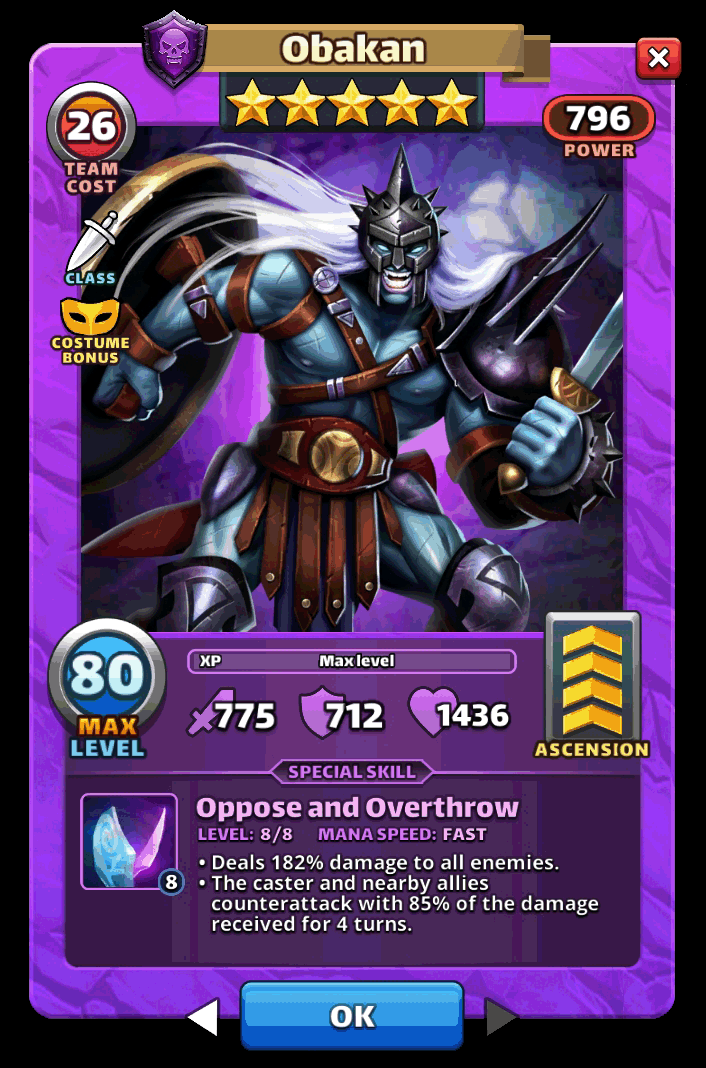 Obakan
26
TEAM
COST
796
POWER
CLASS
COSTUME
BONUS
80
MAX
LEVEL
XP Max level
775 712 1436
ASCENSION
SPECIAL SKILL
Oppose and Overthrow
LEVEL: 8/8 MANA SPEED: FAST
8
• Deals 182% damage to all enemies.
• The caster and nearby allies
counterattack with 85% of the damage
received for 4 turns.
OK